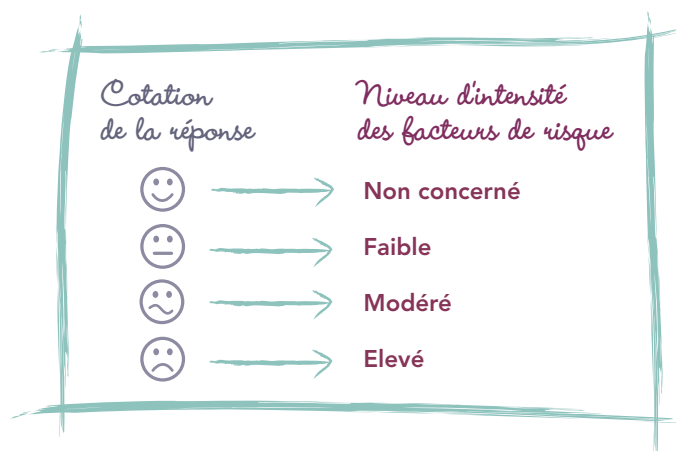 Cotation
de la réponse
Niveau d'intensité
des facteurs de risque
Non concerné
Faible
Modéré
Elevé